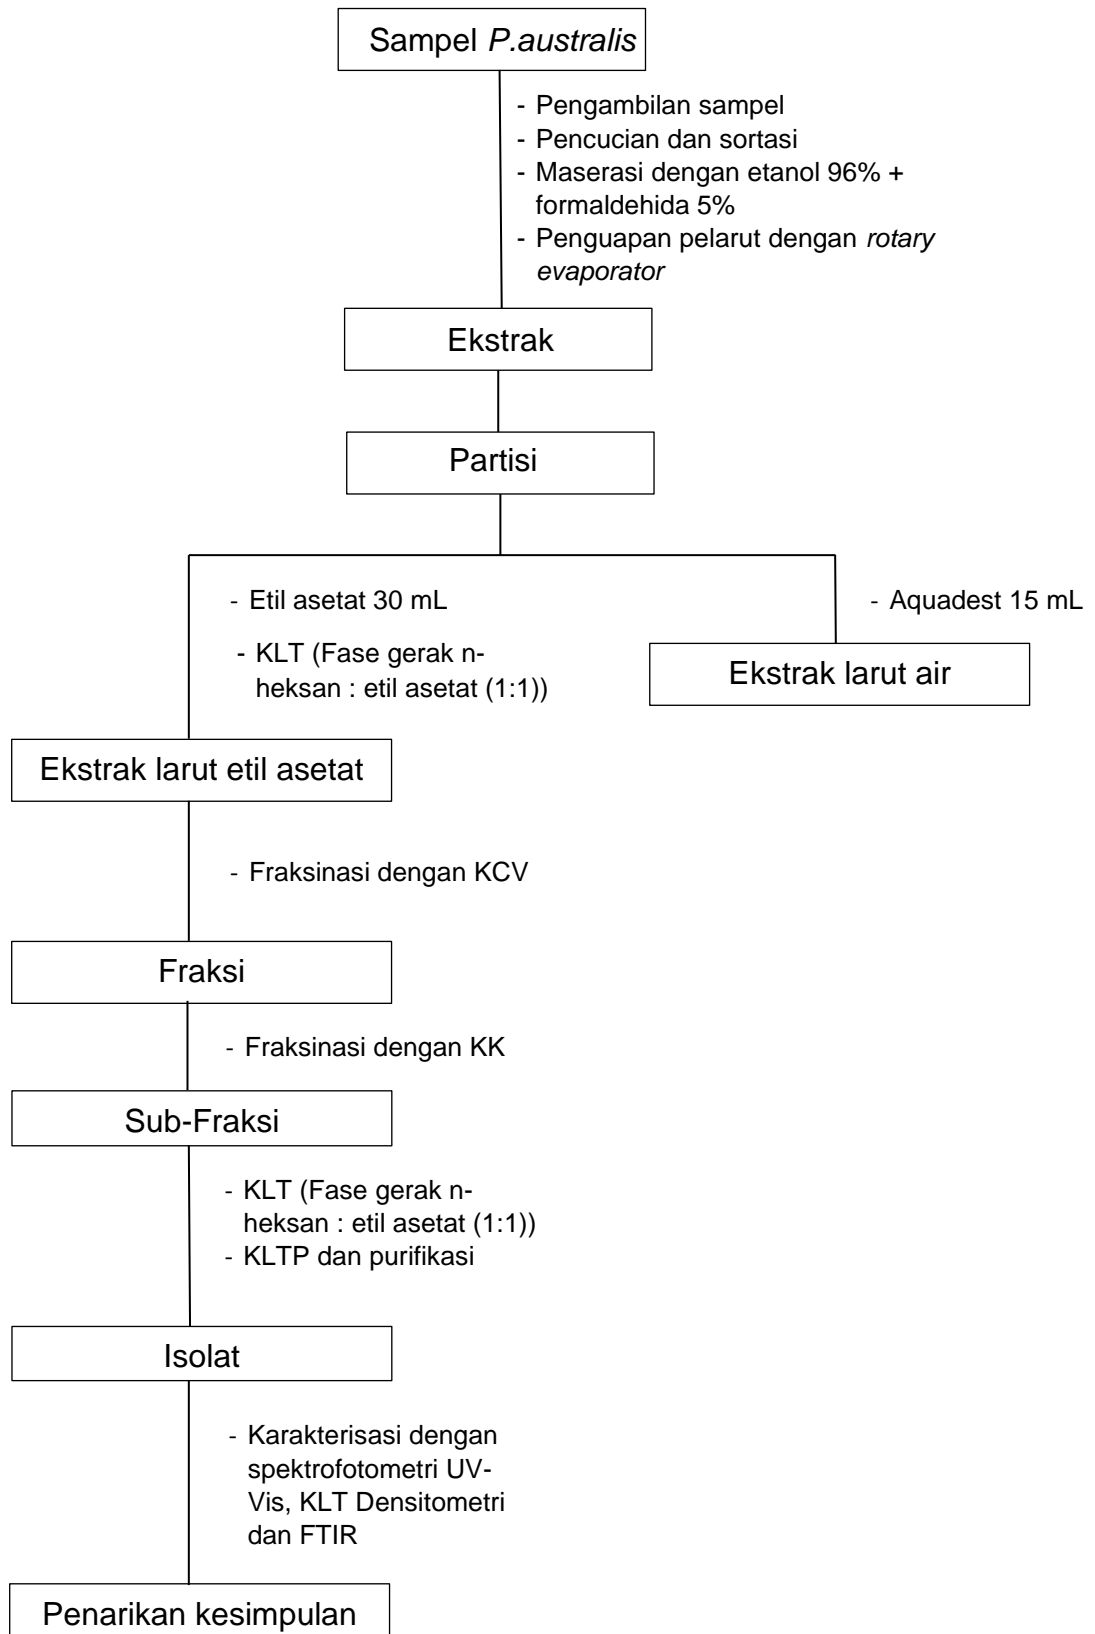 Sampel P.australis
- Pengambilan sampel
- Pencucian dan sortasi
- Maserasi dengan etanol 96% +
formaldehida 5%
- Penguapan pelarut dengan rotary
evaporator
Ekstrak
Partisi
- Etil asetat 30 mL
- KLT (Fase gerak n-
heksan : etil asetat (1:1))
- Aquadest 15 mL
Ekstrak larut air
Ekstrak larut etil asetat
- Fraksinasi dengan KCV
Fraksi
- Fraksinasi dengan KK
Sub-Fraksi
- KLT (Fase gerak n-
heksan : etil asetat (1:1))
- KLTP dan purifikasi
Isolat
- Karakterisasi dengan
spektrofotometri UV-
Vis, KLT Densitometri
dan FTIR
Penarikan kesimpulan